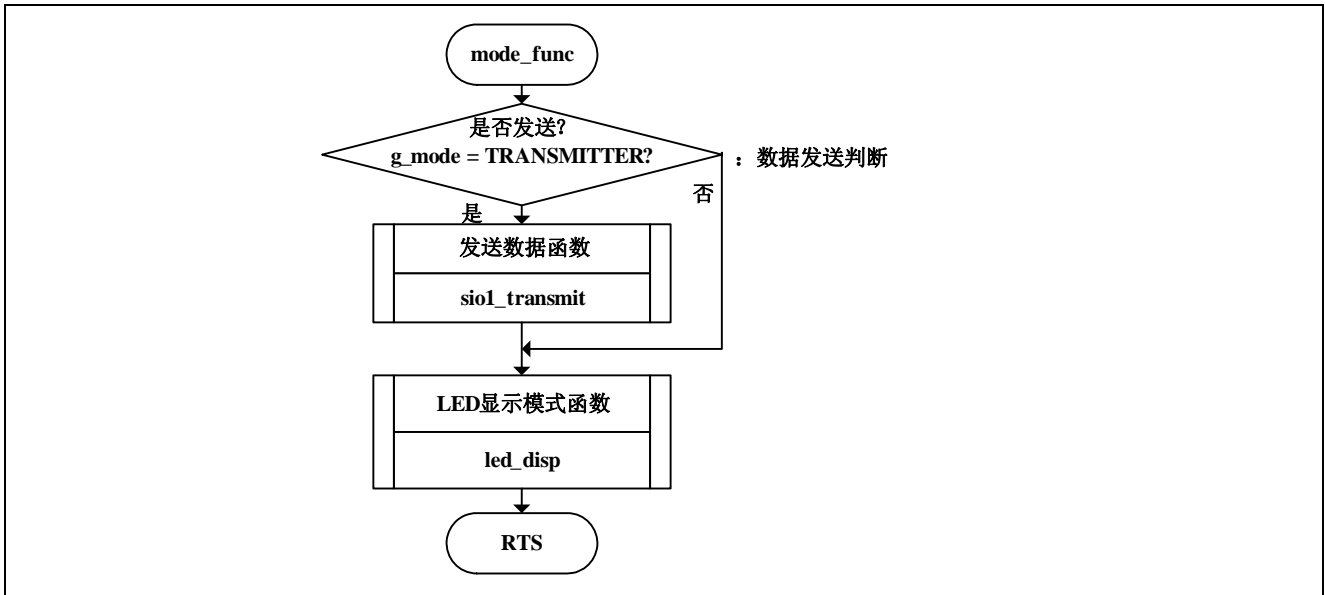 mode_func
是否发送?
g_mode = TRANSMITTER?
：数据发送判断
否
是
发送数据函数
sio1_transmit
LED显示模式函数
led_disp
RTS